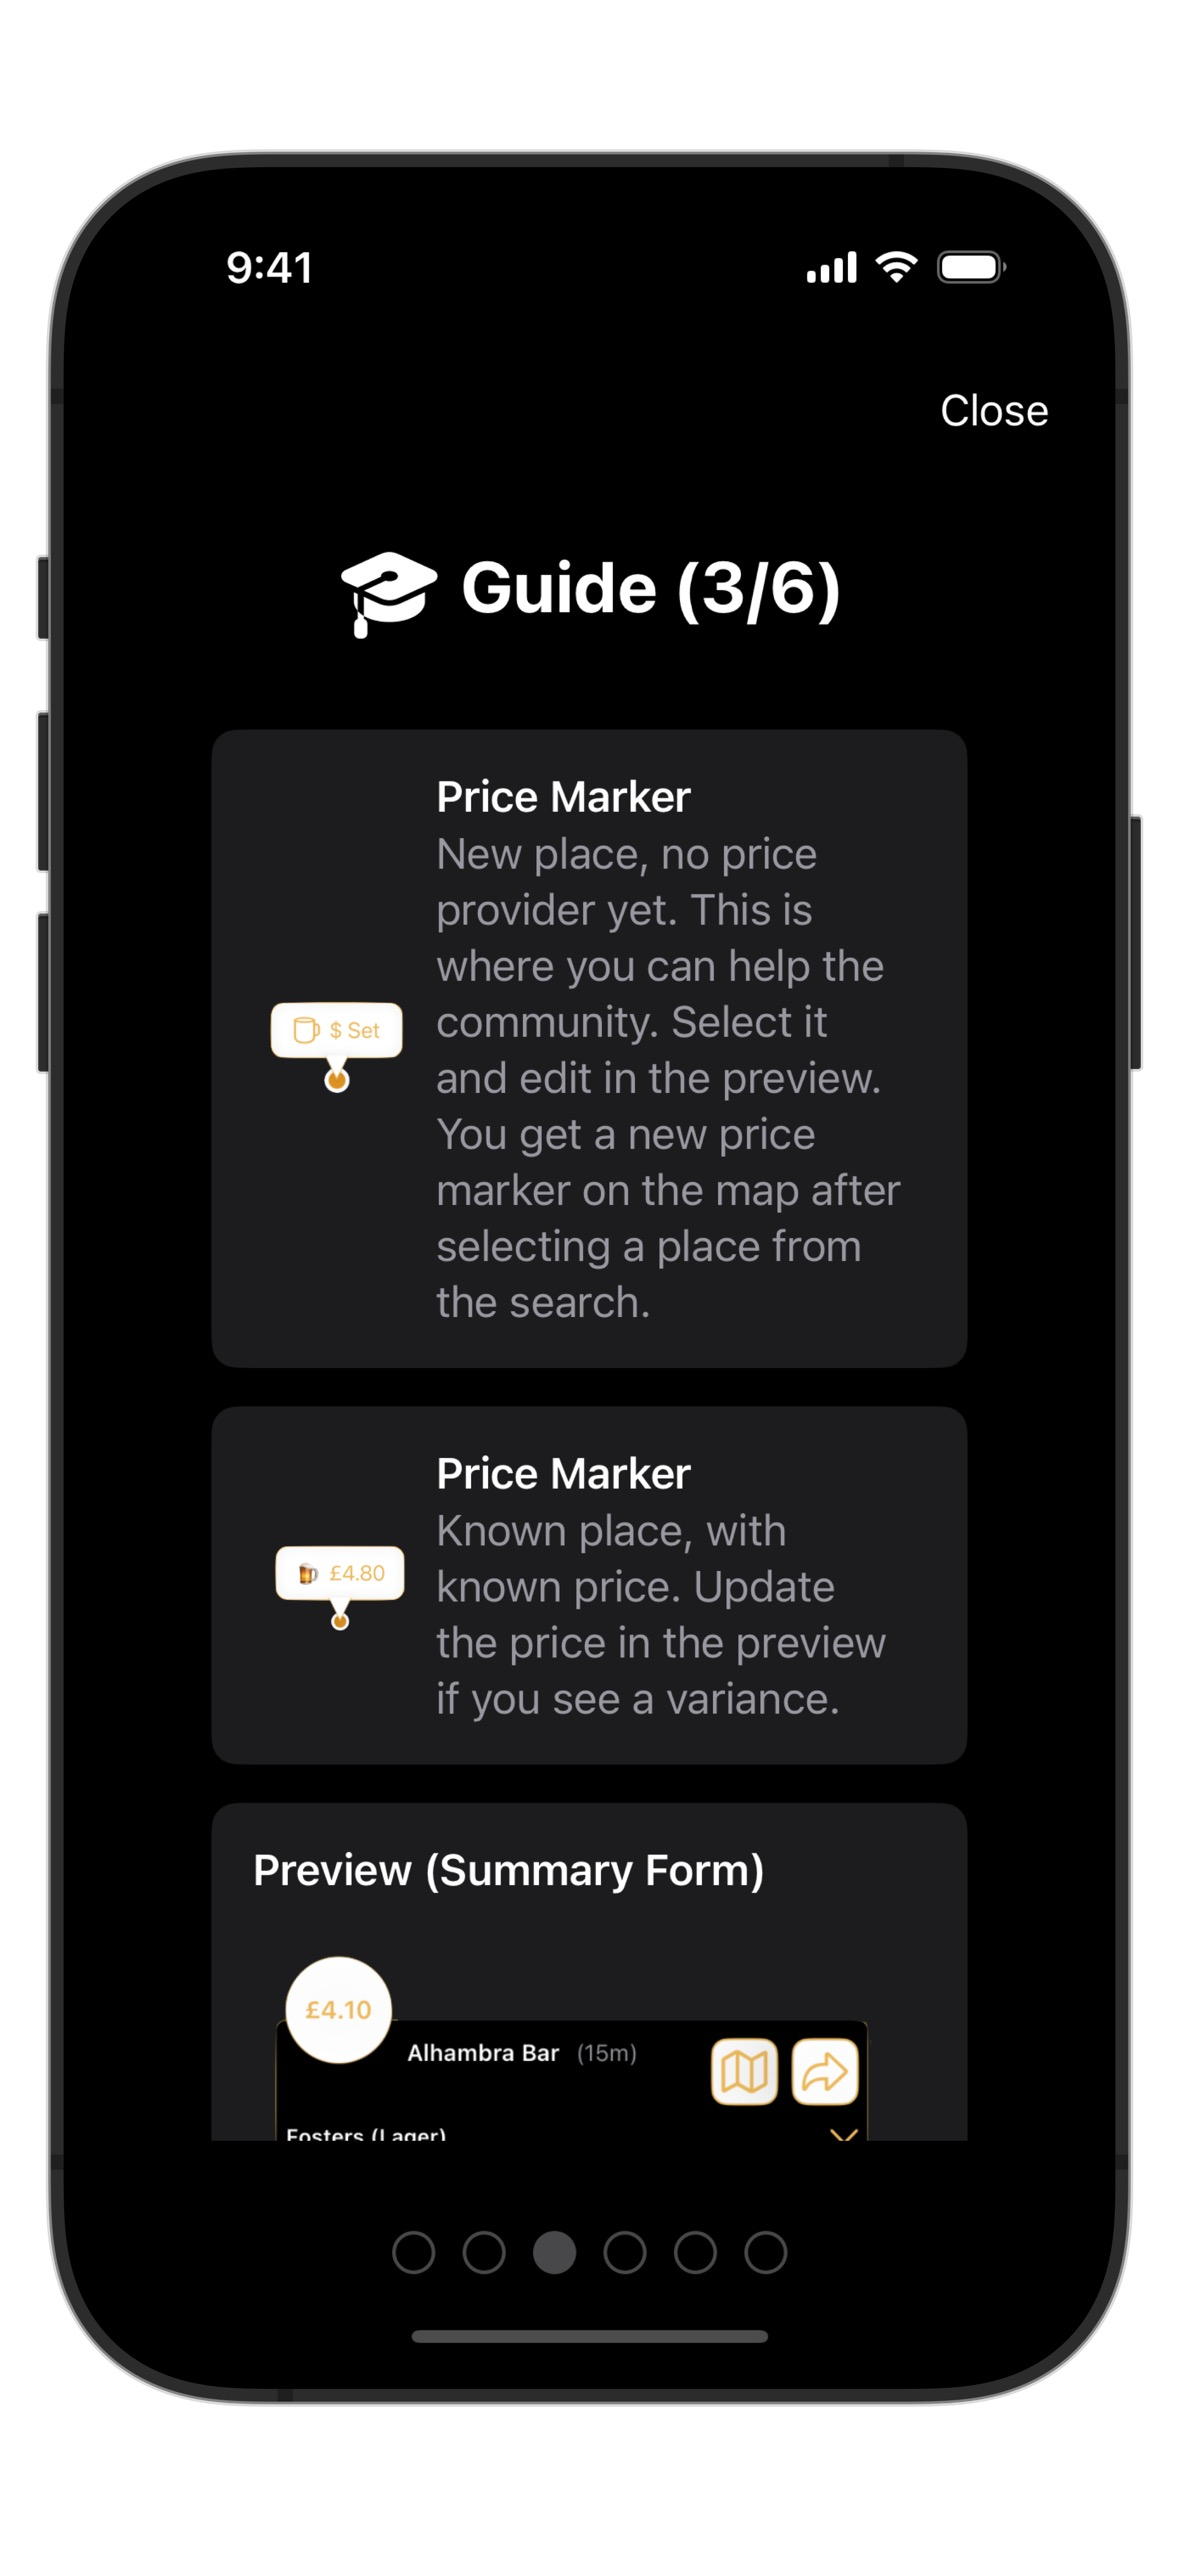 9:41
Close
Guide (3/6)
Price Marker
New place, no price
provider yet. This is
where you can help the
community. Select it
and edit in the preview.
You get a new price
marker on the map after
selecting a place from
the search.
$ Set
Price Marker
Known place, with
known price. Update
the price in the preview
if you see a variance.
£4.80
Preview (Summary Form)
£4.10
Alhambra Bar (15m)
Fosters (Lager)